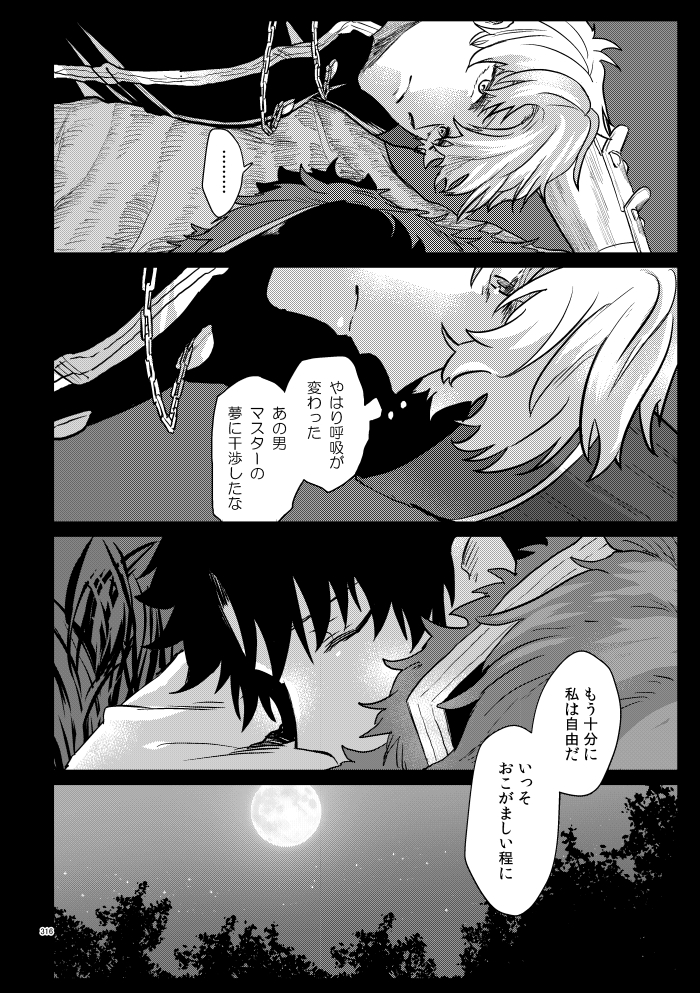 ………
やはり呼吸が
変わった
あの男
マスターの
夢に干渉したな
もう十分に
私は自由だ
いっそ
おこがましい程に
316